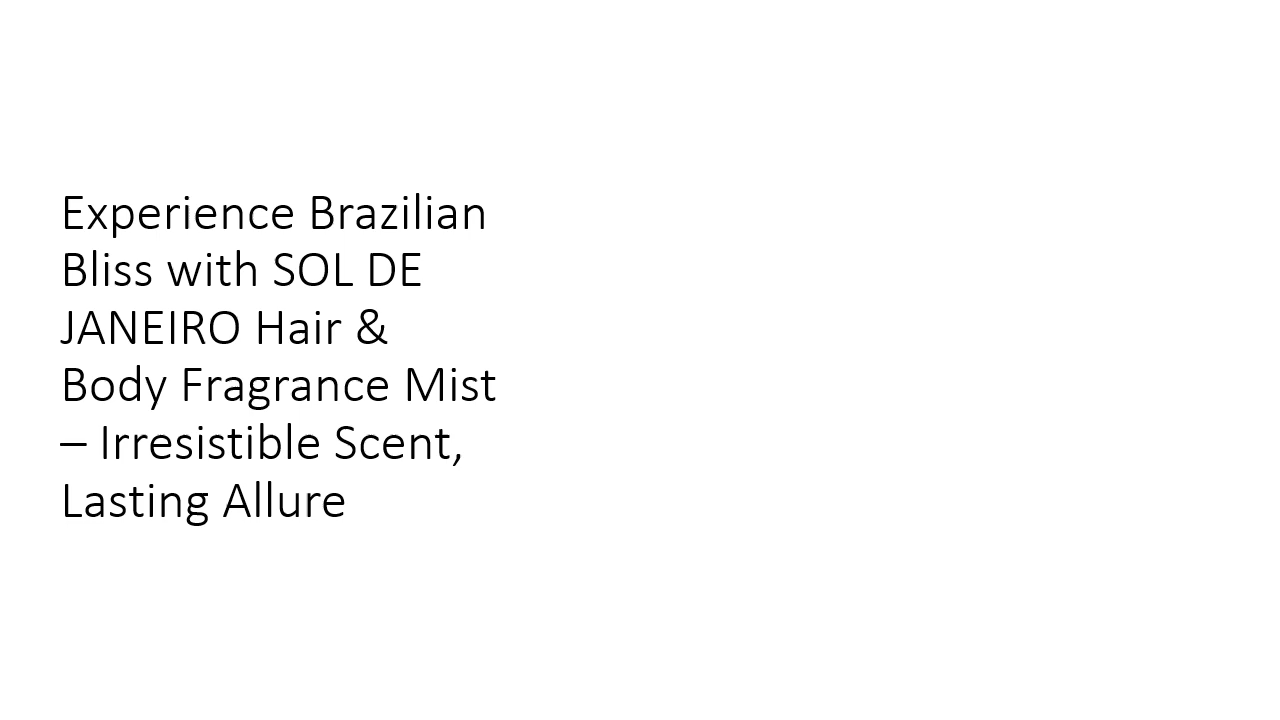 Experience Brazilian
Bliss with SOL DE
JANEIRO Hair &
Body Fragrance Mist
– Irresistible Scent,
Lasting Allure